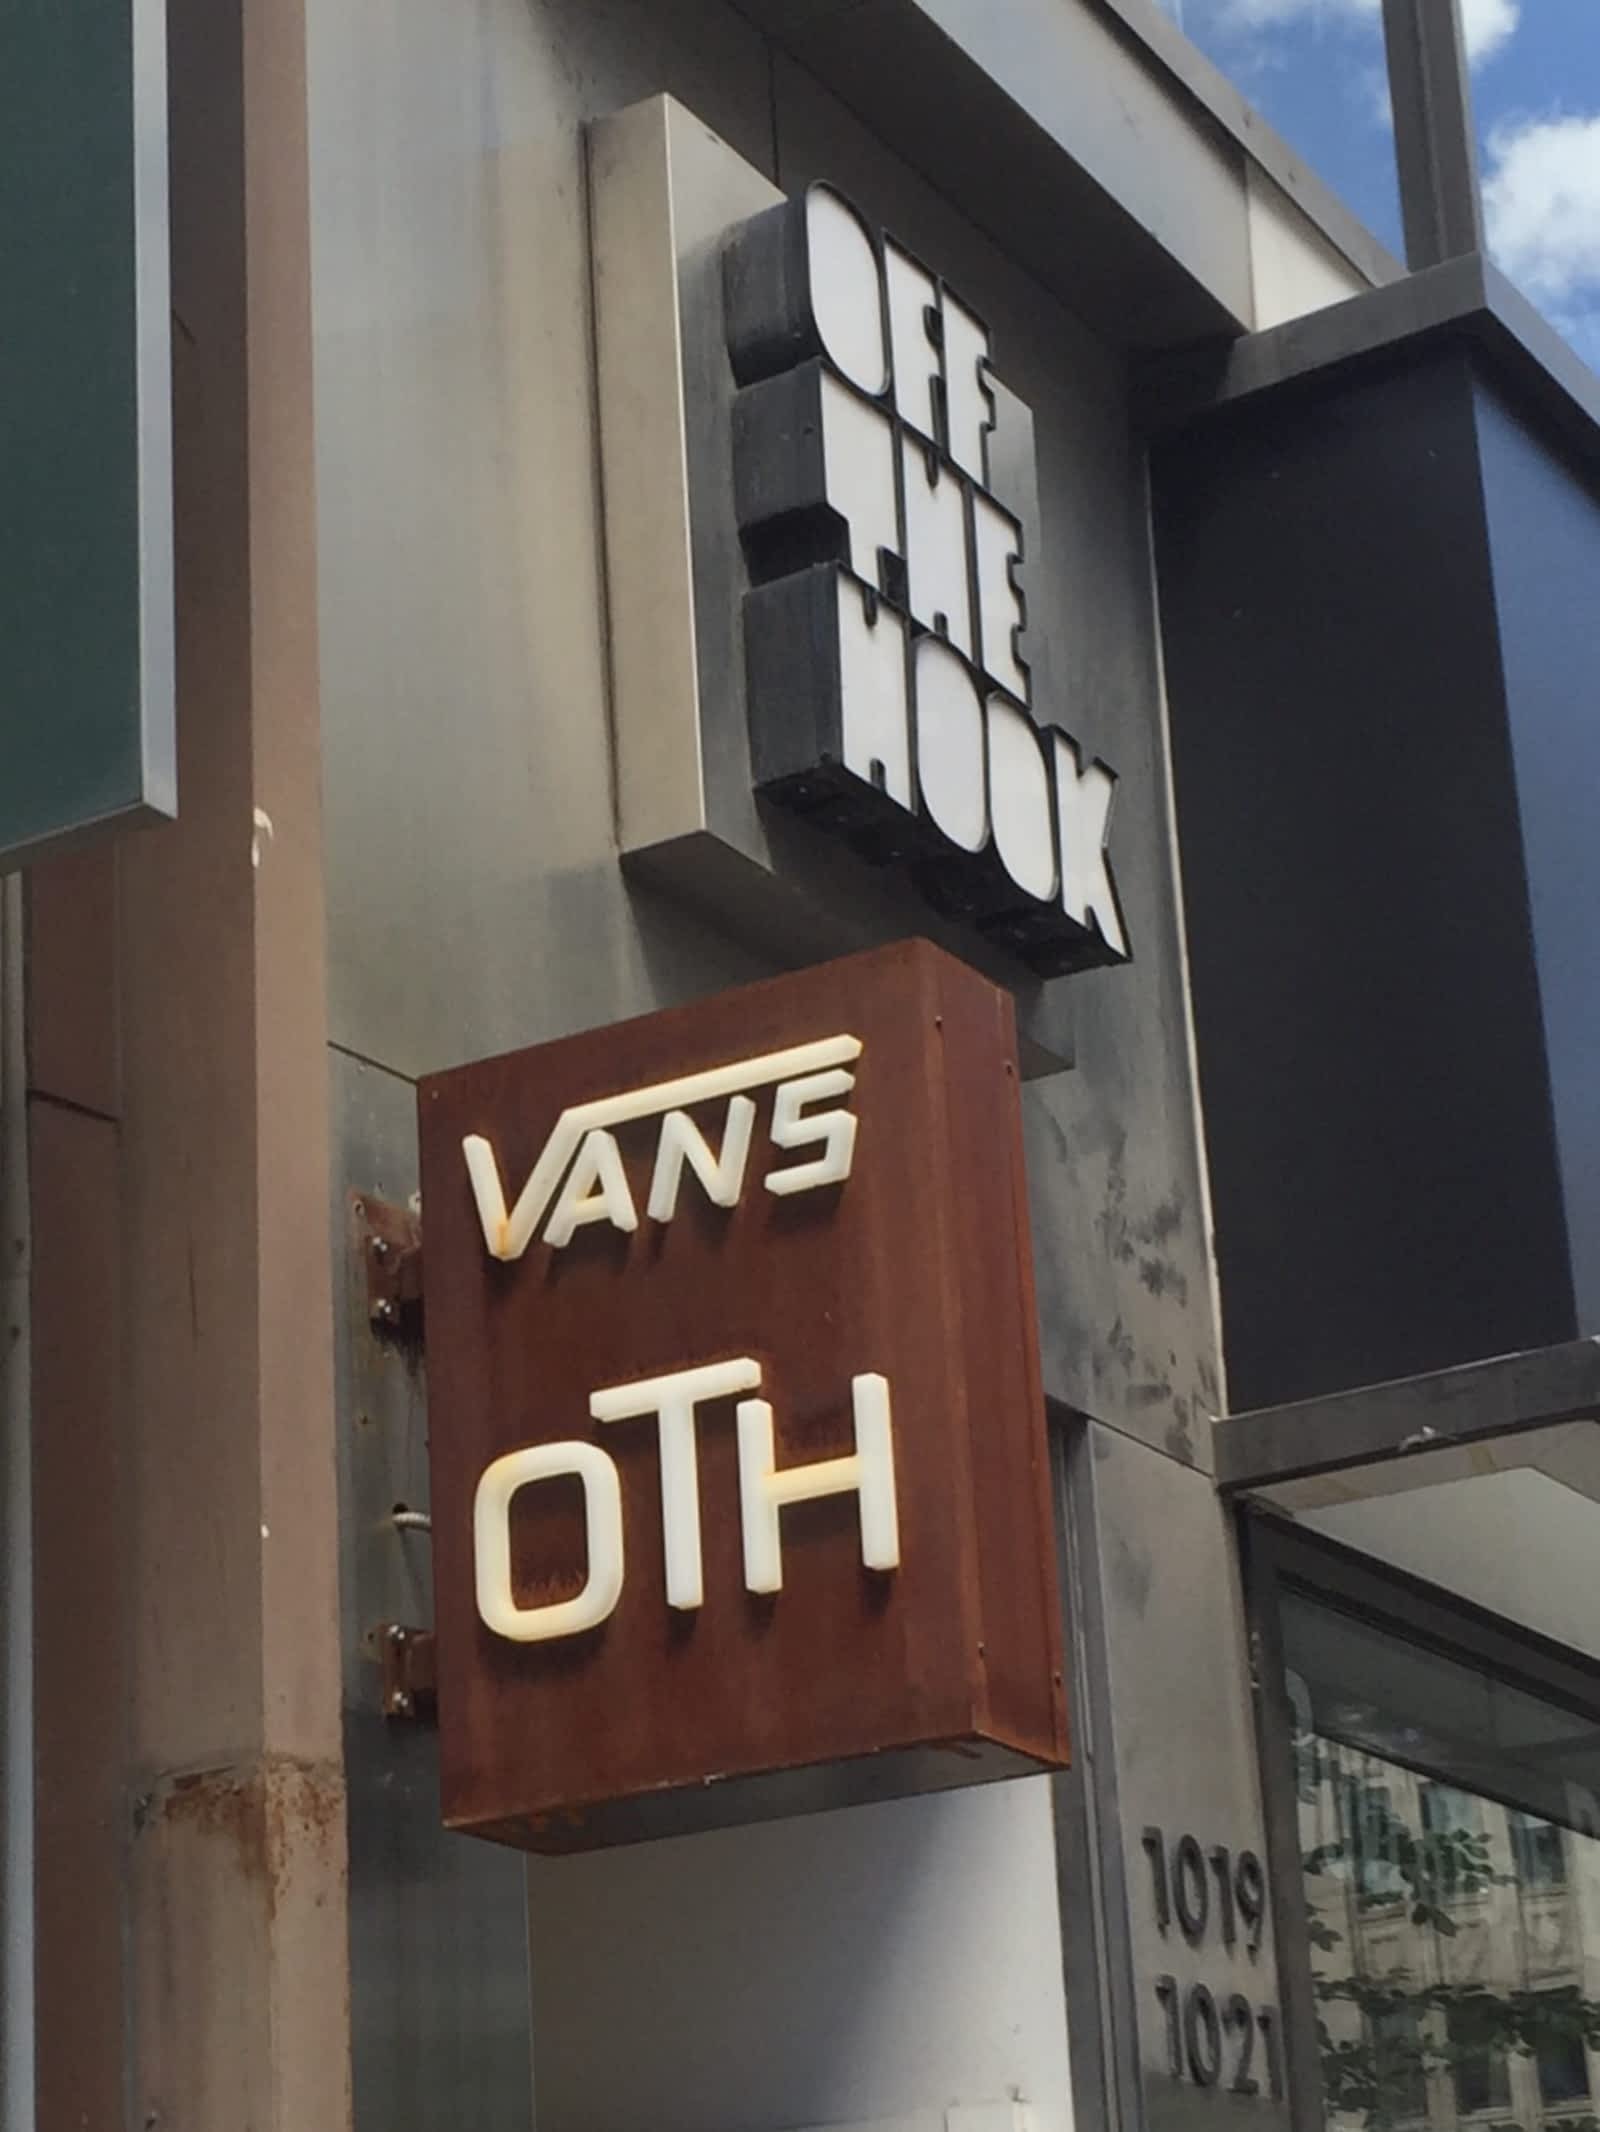 OFF
THE
HOOK
VANS
OTH
1019
1021